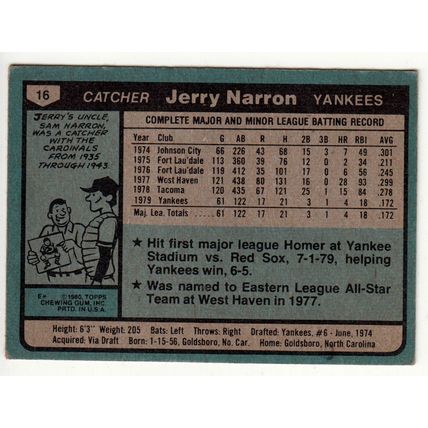 16 CATCHER Jerry Narron YANKEES
JERRY'S UNCLE,
SAM NARRON,
WAS A CATCHER
WITH THE
CARDINALS
FROM 1935
THROUGH 1943.
COMPLETE MAJOR AND MINOR LEAGUE BATTING RECORD
Year Club G AB R H 2B 3B HR RBI AVG.
1974 Johnson City 66 226 43 68 15 3 7 49 .301
1975 Fort Lau'dale 113 360 39 76 12 0 2 34 .211
1976 Fort Lau'dale 119 412 35 101 13 1 5 38 .245
1977 West Haven 121 438 80 131 16 0 28 93 .299
1978 Tacoma 120 435 67 121 25 1 15 84 .278
1979 Yankees 61 122 17 21 3 1 4 18 .172
Maj. Lea. Totals 61 122 17 21 3 1 4 18 .172
★ Hit first major league Homer at Yankee
Stadium vs. Red Sox, 7-1-79, helping
Yankees win, 6-5.
★ Was named to Eastern League All-Star
Team at West Haven in 1977.
E* © 1980, TOPPS
CHEWING GUM, INC.
PRTD. IN U.S.A.
Height: 6'3" Weight: 205 Bats: Left Throws: Right Drafted: Yankees, #6 - June, 1974
Acquired: Via Draft Born: 1-15-56, Goldsboro, No. Car. Home: Goldsboro, North Carolina